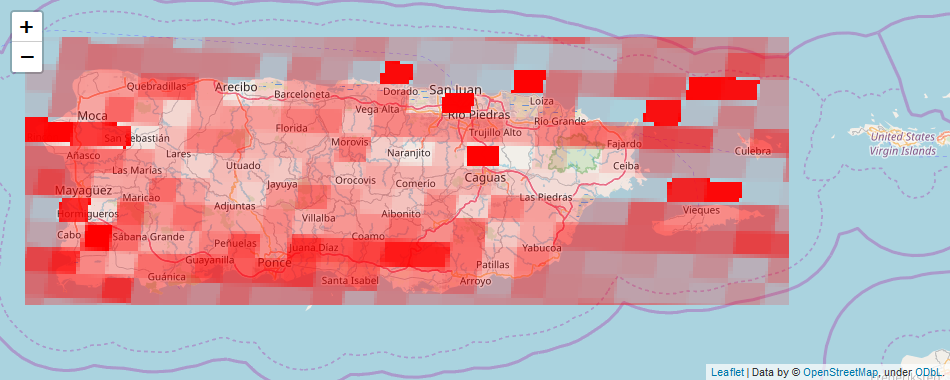 +
−
Quebradillas
Arecibo
Barceloneta
Dorado
San Juan
Loíza
Vega Alta
Río Piedras
Río Grande
Moca
San Sebastián
Florida
Morovis
Trujillo Alto
Fajardo
Culebra
United States
Virgin Islands
Añasco
Lares
Utuado
Naranjito
Caguas
Ceiba
Las Marías
Jayuya
Orocovis
Comerío
Mayagüez
Maricao
Adjuntas
Las Piedras
Hormigueros
Villalba
Aibonito
Vieques
Cabo
Sábana Grande
Peñuelas
Juana Díaz
Coamo
Yabucoa
Guayanilla
Ponce
Patillas
Guánica
Santa Isabel
Arroyo
Leaflet | Data by © OpenStreetMap, under ODbL.